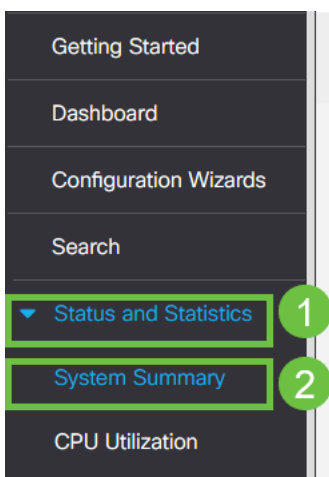 Getting Started
Dashboard
Configuration Wizards
Search
Status and Statistics 1
System Summary 2
CPU Utilization